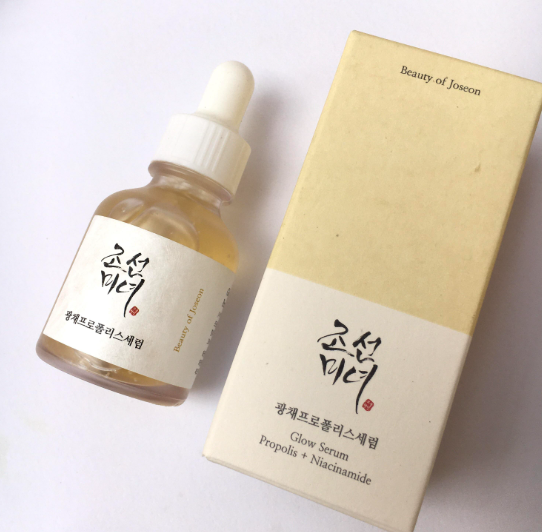 조선
미녀
광채프로폴리스세럼
Beauty of Joseon
Beauty of Joseon
조선
미녀
광채프로폴리스세럼
Glow Serum
Propolis + Niacinamide